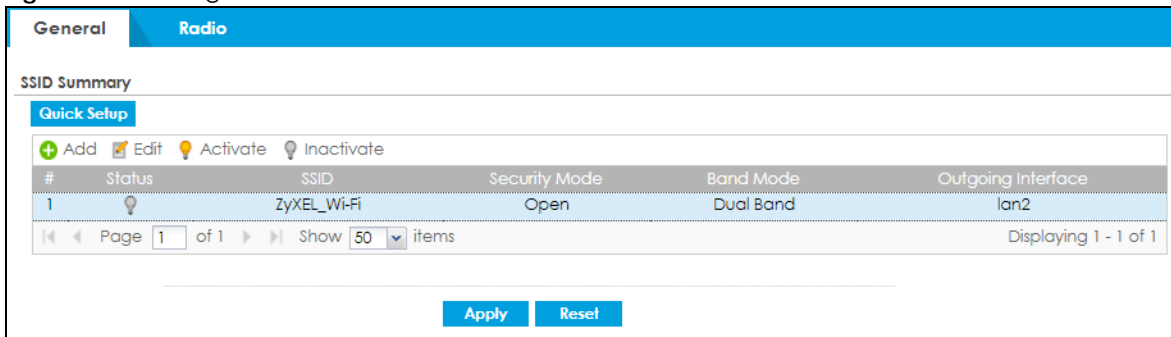 General Radio
SSID Summary
Quick Setup
Add Edit Activate Inactivate
# Status SSID Security Mode Band Mode Outgoing Interface
1 ZyXEL_Wi-Fi Open Dual Band lan2
Page 1 of 1 Show 50 items Displaying 1 - 1 of 1
Apply Reset